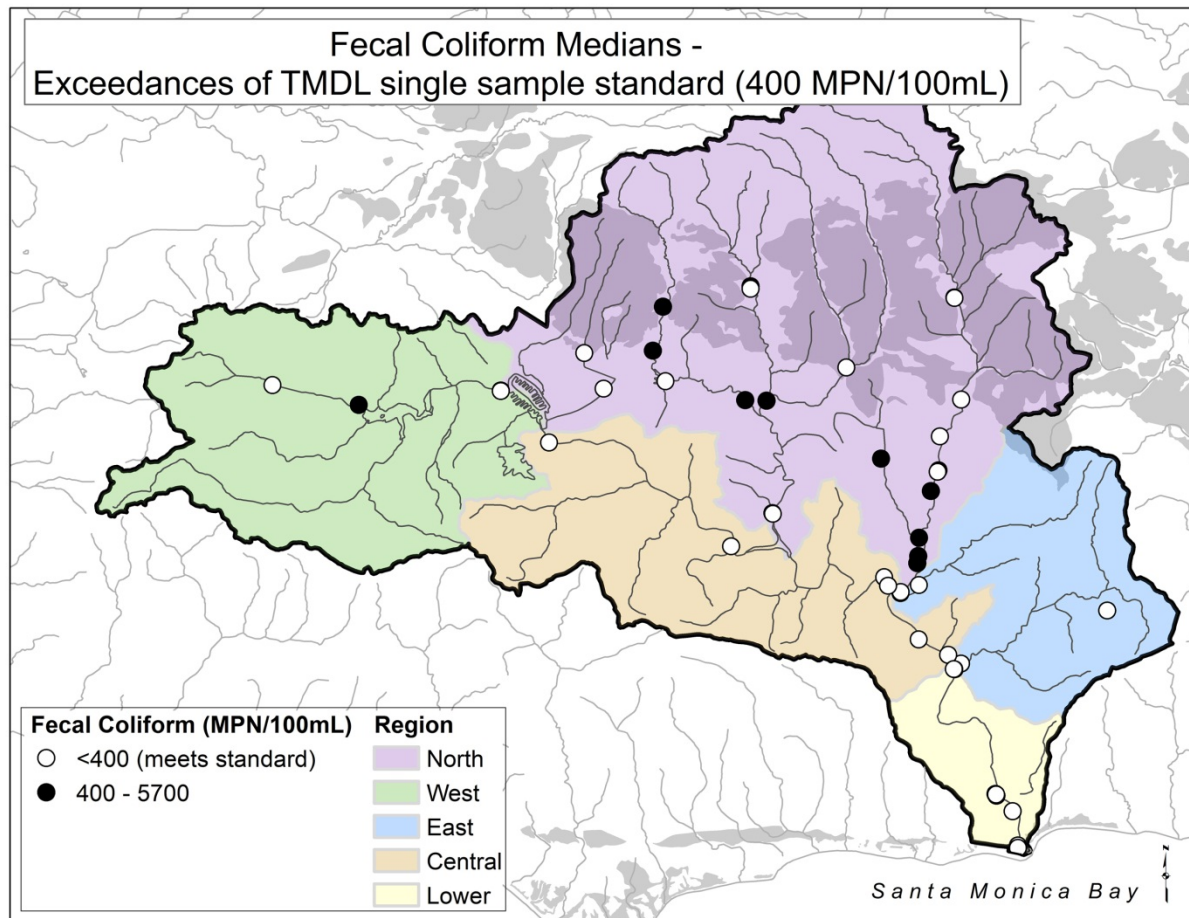 Fecal Coliform Medians -
Exceedances of TMDL single sample standard (400 MPN/100mL)
Fecal Coliform (MPN/100mL)
<400 (meets standard)
400 - 5700
Region
North
West
East
Central
Lower
N
Santa Monica Bay